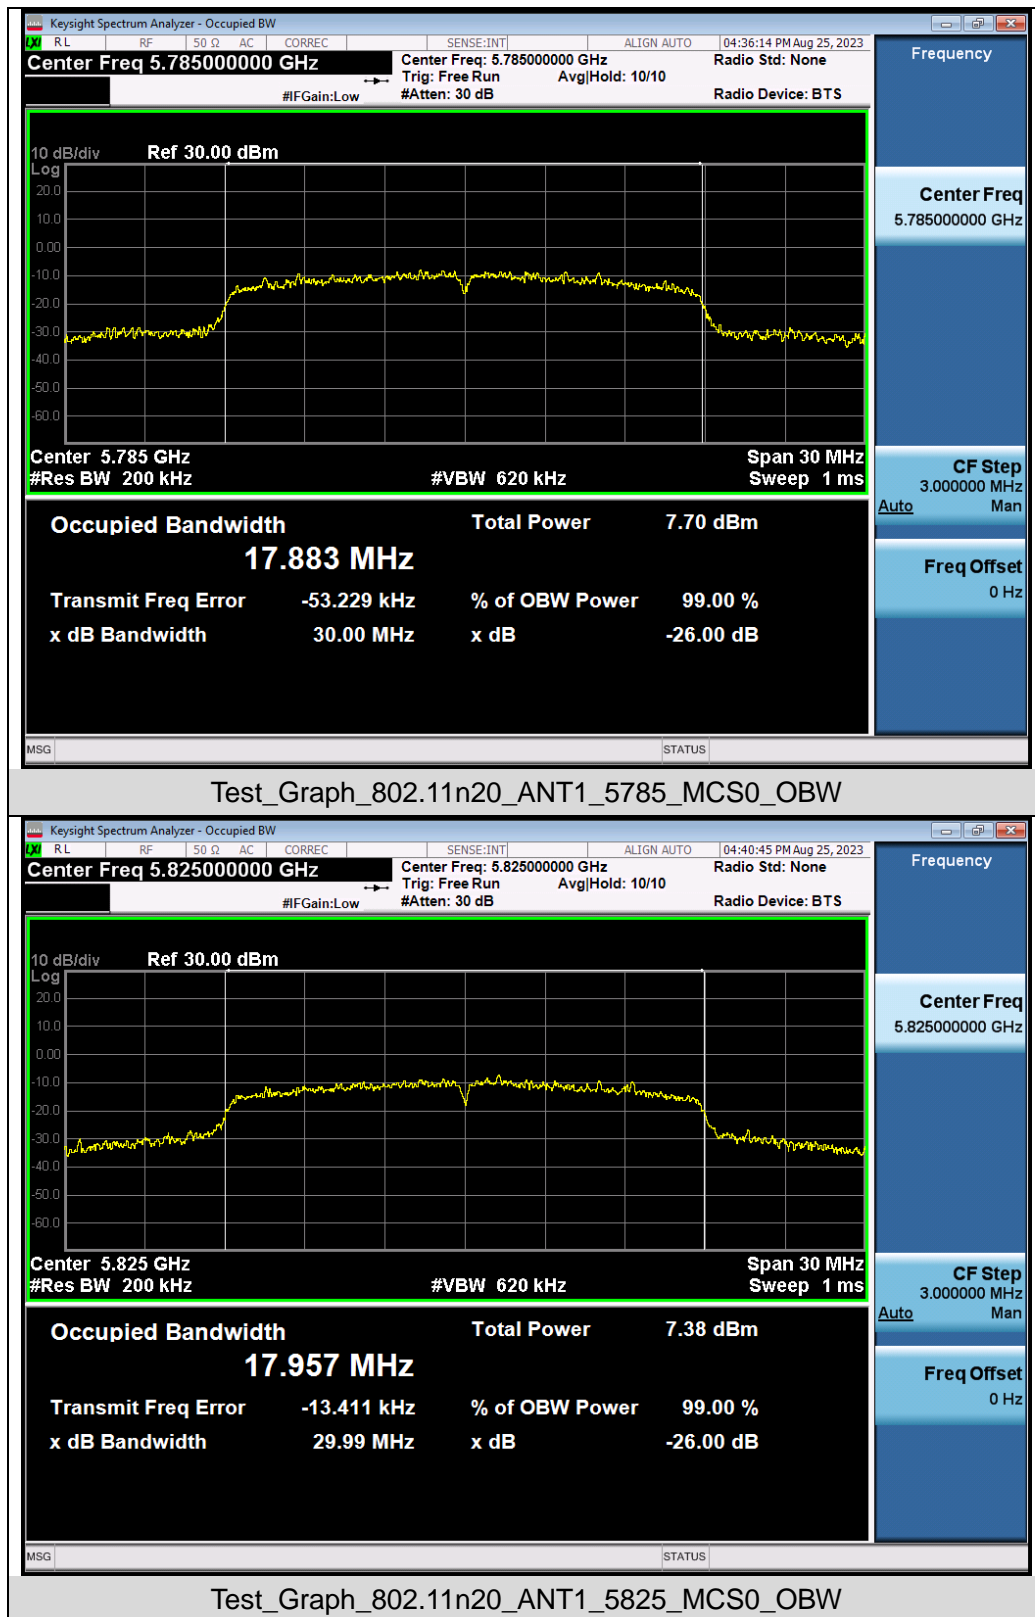 Keysight Spectrum Analyzer - Occupied BW
LXI RL RF 50 Ω AC CORREC SENSE:INT ALIGN AUTO 04:36:14 PM Aug 25, 2023
Center Freq 5.785000000 GHz
Center Freq: 5.785000000 GHz Radio Std: None
Trig: Free Run Avg|Hold: 10/10
#IFGain:Low #Atten: 30 dB Radio Device: BTS
10 dB/div Ref 30.00 dBm
Log
20.0
10.0
0.00
-10.0
-20.0
-30.0
-40.0
-50.0
-60.0
Center 5.785 GHz Span 30 MHz
#Res BW 200 kHz #VBW 620 kHz Sweep 1 ms
Occupied Bandwidth Total Power 7.70 dBm
17.883 MHz
Transmit Freq Error -53.229 kHz % of OBW Power 99.00 %
x dB Bandwidth 30.00 MHz x dB -26.00 dB
MSG STATUS
Frequency
Center Freq
5.785000000 GHz
CF Step
3.000000 MHz
Auto Man
Freq Offset
0 Hz
Test_Graph_802.11n20_ANT1_5785_MCS0_OBW
Keysight Spectrum Analyzer - Occupied BW
LXI RL RF 50 Ω AC CORREC SENSE:INT ALIGN AUTO 04:40:45 PM Aug 25, 2023
Center Freq 5.825000000 GHz
Center Freq: 5.825000000 GHz Radio Std: None
Trig: Free Run Avg|Hold: 10/10
#IFGain:Low #Atten: 30 dB Radio Device: BTS
10 dB/div Ref 30.00 dBm
Log
20.0
10.0
0.00
-10.0
-20.0
-30.0
-40.0
-50.0
-60.0
Center 5.825 GHz Span 30 MHz
#Res BW 200 kHz #VBW 620 kHz Sweep 1 ms
Occupied Bandwidth Total Power 7.38 dBm
17.957 MHz
Transmit Freq Error -13.411 kHz % of OBW Power 99.00 %
x dB Bandwidth 29.99 MHz x dB -26.00 dB
MSG STATUS
Frequency
Center Freq
5.825000000 GHz
CF Step
3.000000 MHz
Auto Man
Freq Offset
0 Hz
Test_Graph_802.11n20_ANT1_5825_MCS0_OBW